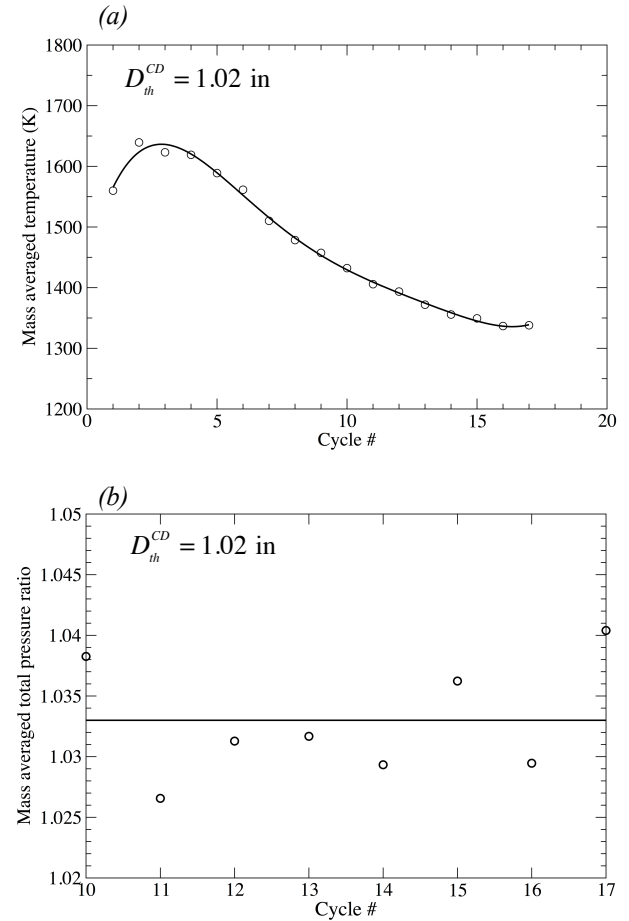 (a)
1800
1700
1600
1500
1400
1300
1200
D_th^CD = 1.02 in
Mass averaged temperature (K)
0 5 10 15 20
Cycle #
(b)
1.05
1.045
1.04
1.035
1.03
1.025
1.02
D_th^CD = 1.02 in
Mass averaged total pressure ratio
10 11 12 13 14 15 16 17
Cycle #